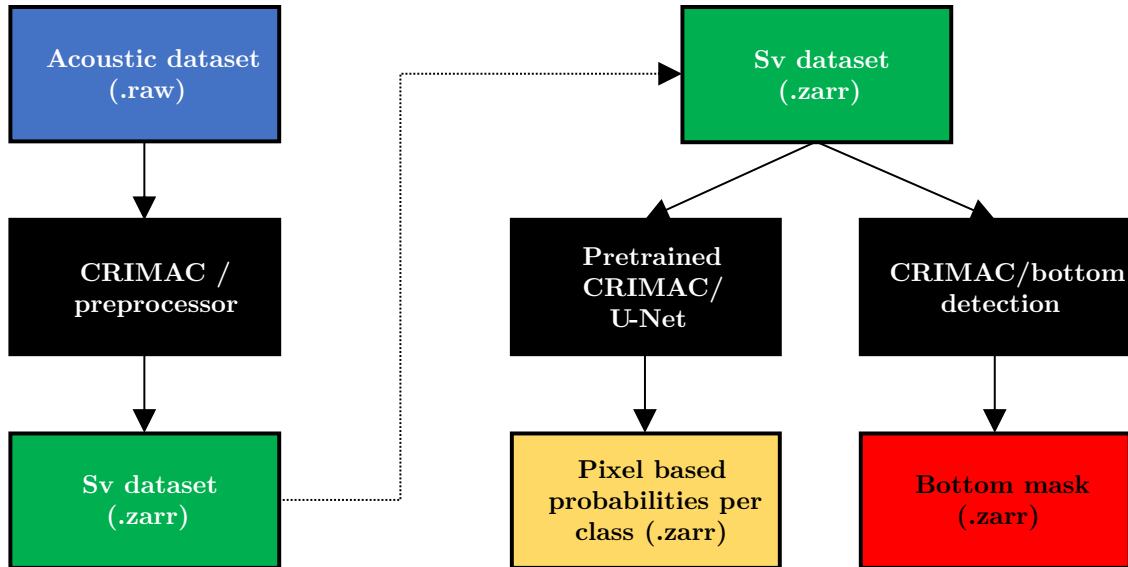 Acoustic dataset
(.raw)
CRIMAC /
preprocessor
Sv dataset
(.zarr)
Sv dataset
(.zarr)
Pretrained
CRIMAC/
U-Net
CRIMAC/bottom
detection
Pixel based
probabilities per
class (.zarr)
Bottom mask
(.zarr)